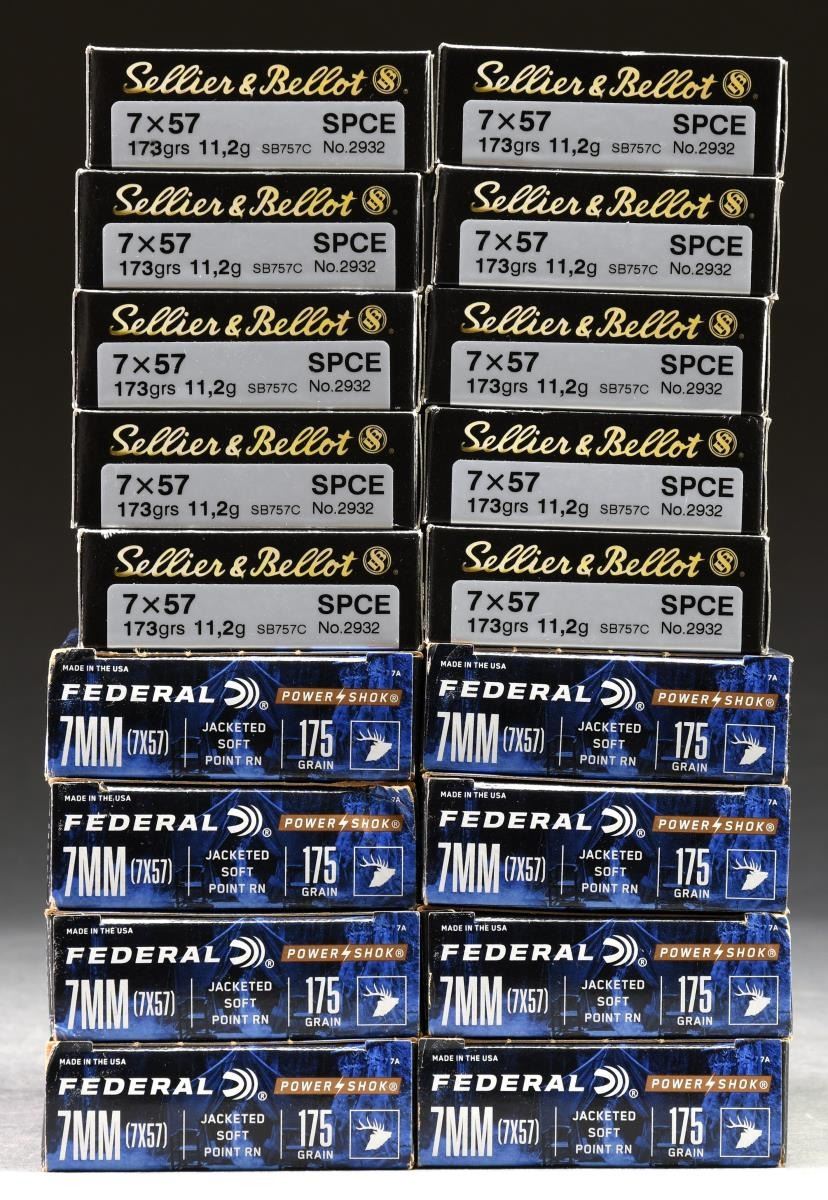 Sellier & Bellot
7×57 SPCE
173grs 11,2g SB757C No.2932
Sellier & Bellot
7×57 SPCE
173grs 11,2g SB757C No.2932
Sellier & Bellot
7×57 SPCE
173grs 11,2g SB757C No.2932
Sellier & Bellot
7×57 SPCE
173grs 11,2g SB757C No.2932
Sellier & Bellot
7×57 SPCE
173grs 11,2g SB757C No.2932
Sellier & Bellot
7×57 SPCE
173grs 11,2g SB757C No.2932
Sellier & Bellot
7×57 SPCE
173grs 11,2g SB757C No.2932
Sellier & Bellot
7×57 SPCE
173grs 11,2g SB757C No.2932
Sellier & Bellot
7×57 SPCE
173grs 11,2g SB757C No.2932
Sellier & Bellot
7×57 SPCE
173grs 11,2g SB757C No.2932
MADE IN THE USA 7A
FEDERAL® POWER SHOK®
7MM (7X57)
JACKETED
SOFT
POINT RN
175
GRAIN
MADE IN THE USA 7A
FEDERAL® POWER SHOK®
7MM (7X57)
JACKETED
SOFT
POINT RN
175
GRAIN
MADE IN THE USA
FEDERAL® POWER SHOK®
7MM (7X57)
JACKETED
SOFT
POINT RN
175
GRAIN
MADE IN THE USA 7A
FEDERAL® POWER SHOK®
7MM (7X57)
JACKETED
SOFT
POINT RN
175
GRAIN
MADE IN THE USA 7A
FEDERAL® POWER SHOK®
7MM (7X57)
JACKETED
SOFT
POINT RN
175
GRAIN
MADE IN THE USA 7A
FEDERAL® POWER SHOK®
7MM (7X57)
JACKETED
SOFT
POINT RN
175
GRAIN
MADE IN THE USA 7A
FEDERAL® POWER SHOK®
7MM (7X57)
JACKETED
SOFT
POINT RN
175
GRAIN
MADE IN THE USA 7A
FEDERAL® POWER SHOK®
7MM (7X57)
JACKETED
SOFT
POINT RN
175
GRAIN